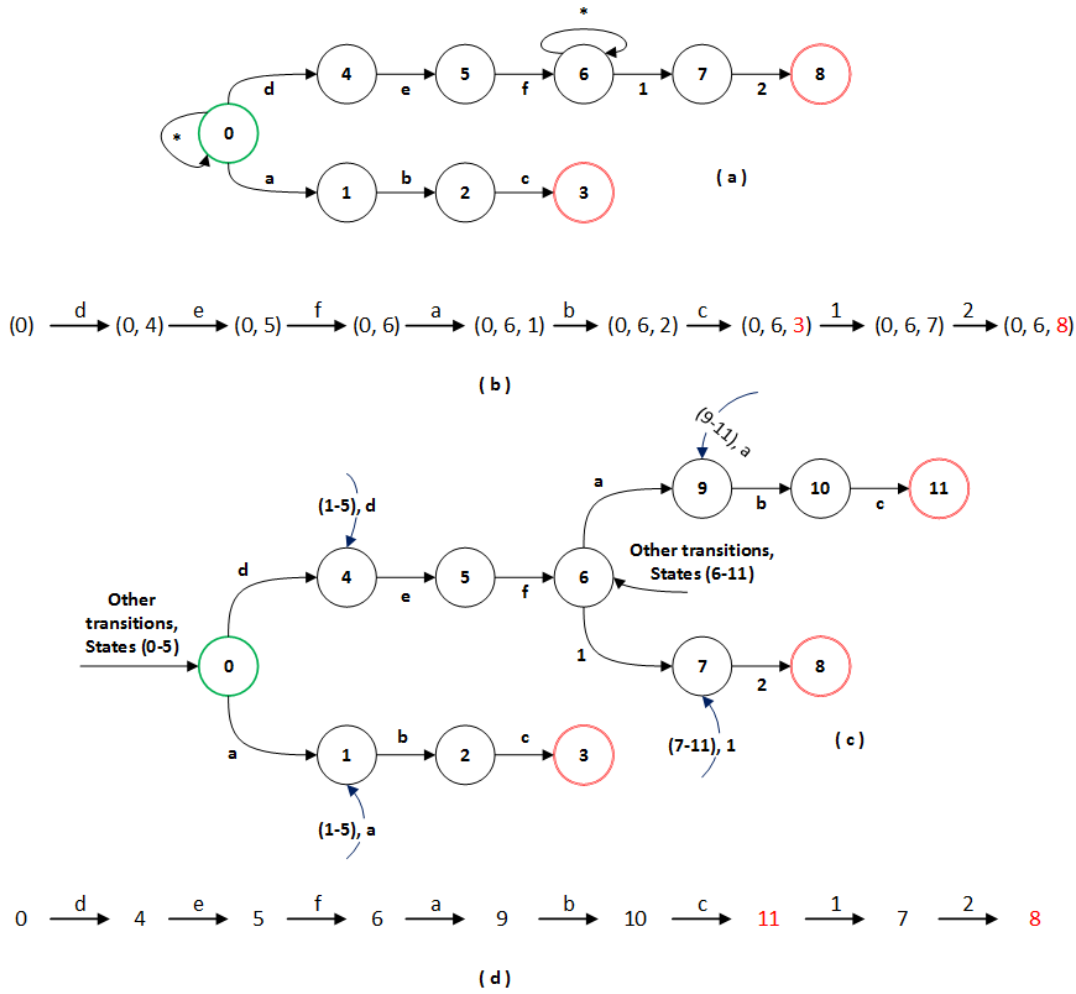 *
4
5
6
7
8
d
e
f
1
2
*
0
a
b
c
1
2
3
( a )
(0) d (0, 4) e (0, 5) f (0, 6) a (0, 6, 1) b (0, 6, 2) c (0, 6, 3) 1 (0, 6, 7) 2 (0, 6, 8)
( b )
(9-11), a
a
9
10
11
b
c
(1-5), d
Other transitions,
States (6-11)
d
4
5
6
e
f
Other
transitions,
States (0-5)
0
1
7
8
2
a
b
c
1
2
3
(7-11), 1
( c )
(1-5), a
0 d 4 e 5 f 6 a 9 b 10 c 11 1 7 2 8
( d )